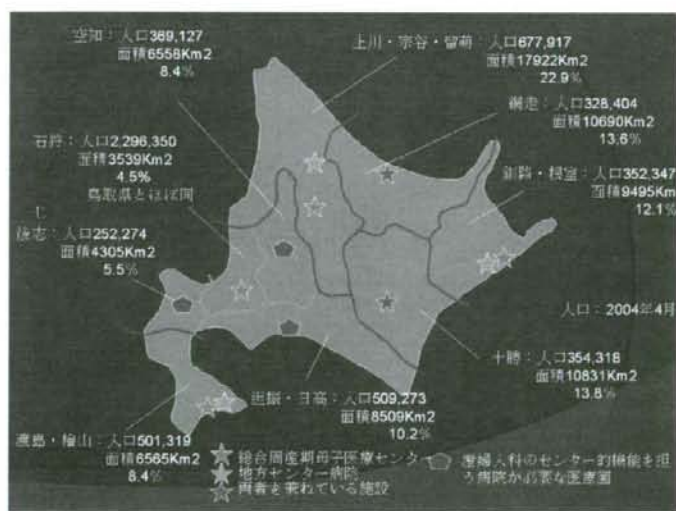 空知：人口369,127
面積6558Km2
8.4%
上川・宗谷・留萌：人口677,917
面積17922Km2
22.9%
網走：人口328,404
面積10690Km2
13.6%
石狩：人口2,296,350
面積3539Km2
4.5%
鳥取県とほぼ同
釧路・根室：人口352,347
面積9495Km
12.1%
後志：人口252,274
面積4305Km2
5.5%
人口：2004年4月
十勝：人口354,318
面積10831Km2
13.8%
胆振・日高：人口509,273
面積8509Km2
10.2%
渡島・檜山：人口501,319
面積6565Km2
8.4%
総合周産期母子医療センター
地方センター病院
両者を兼ねている施設
産婦人科のセンター的機能を担
う病院が必要な医療圏